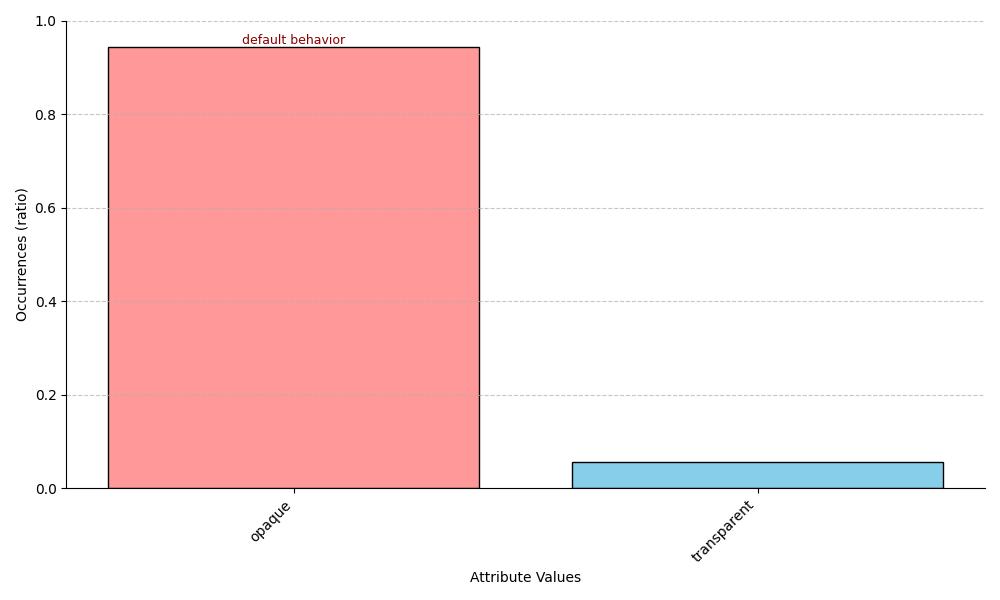 default behavior
1.0
0.8
0.6
0.4
0.2
0.0
Occurrences (ratio)
opaque
transparent
Attribute Values